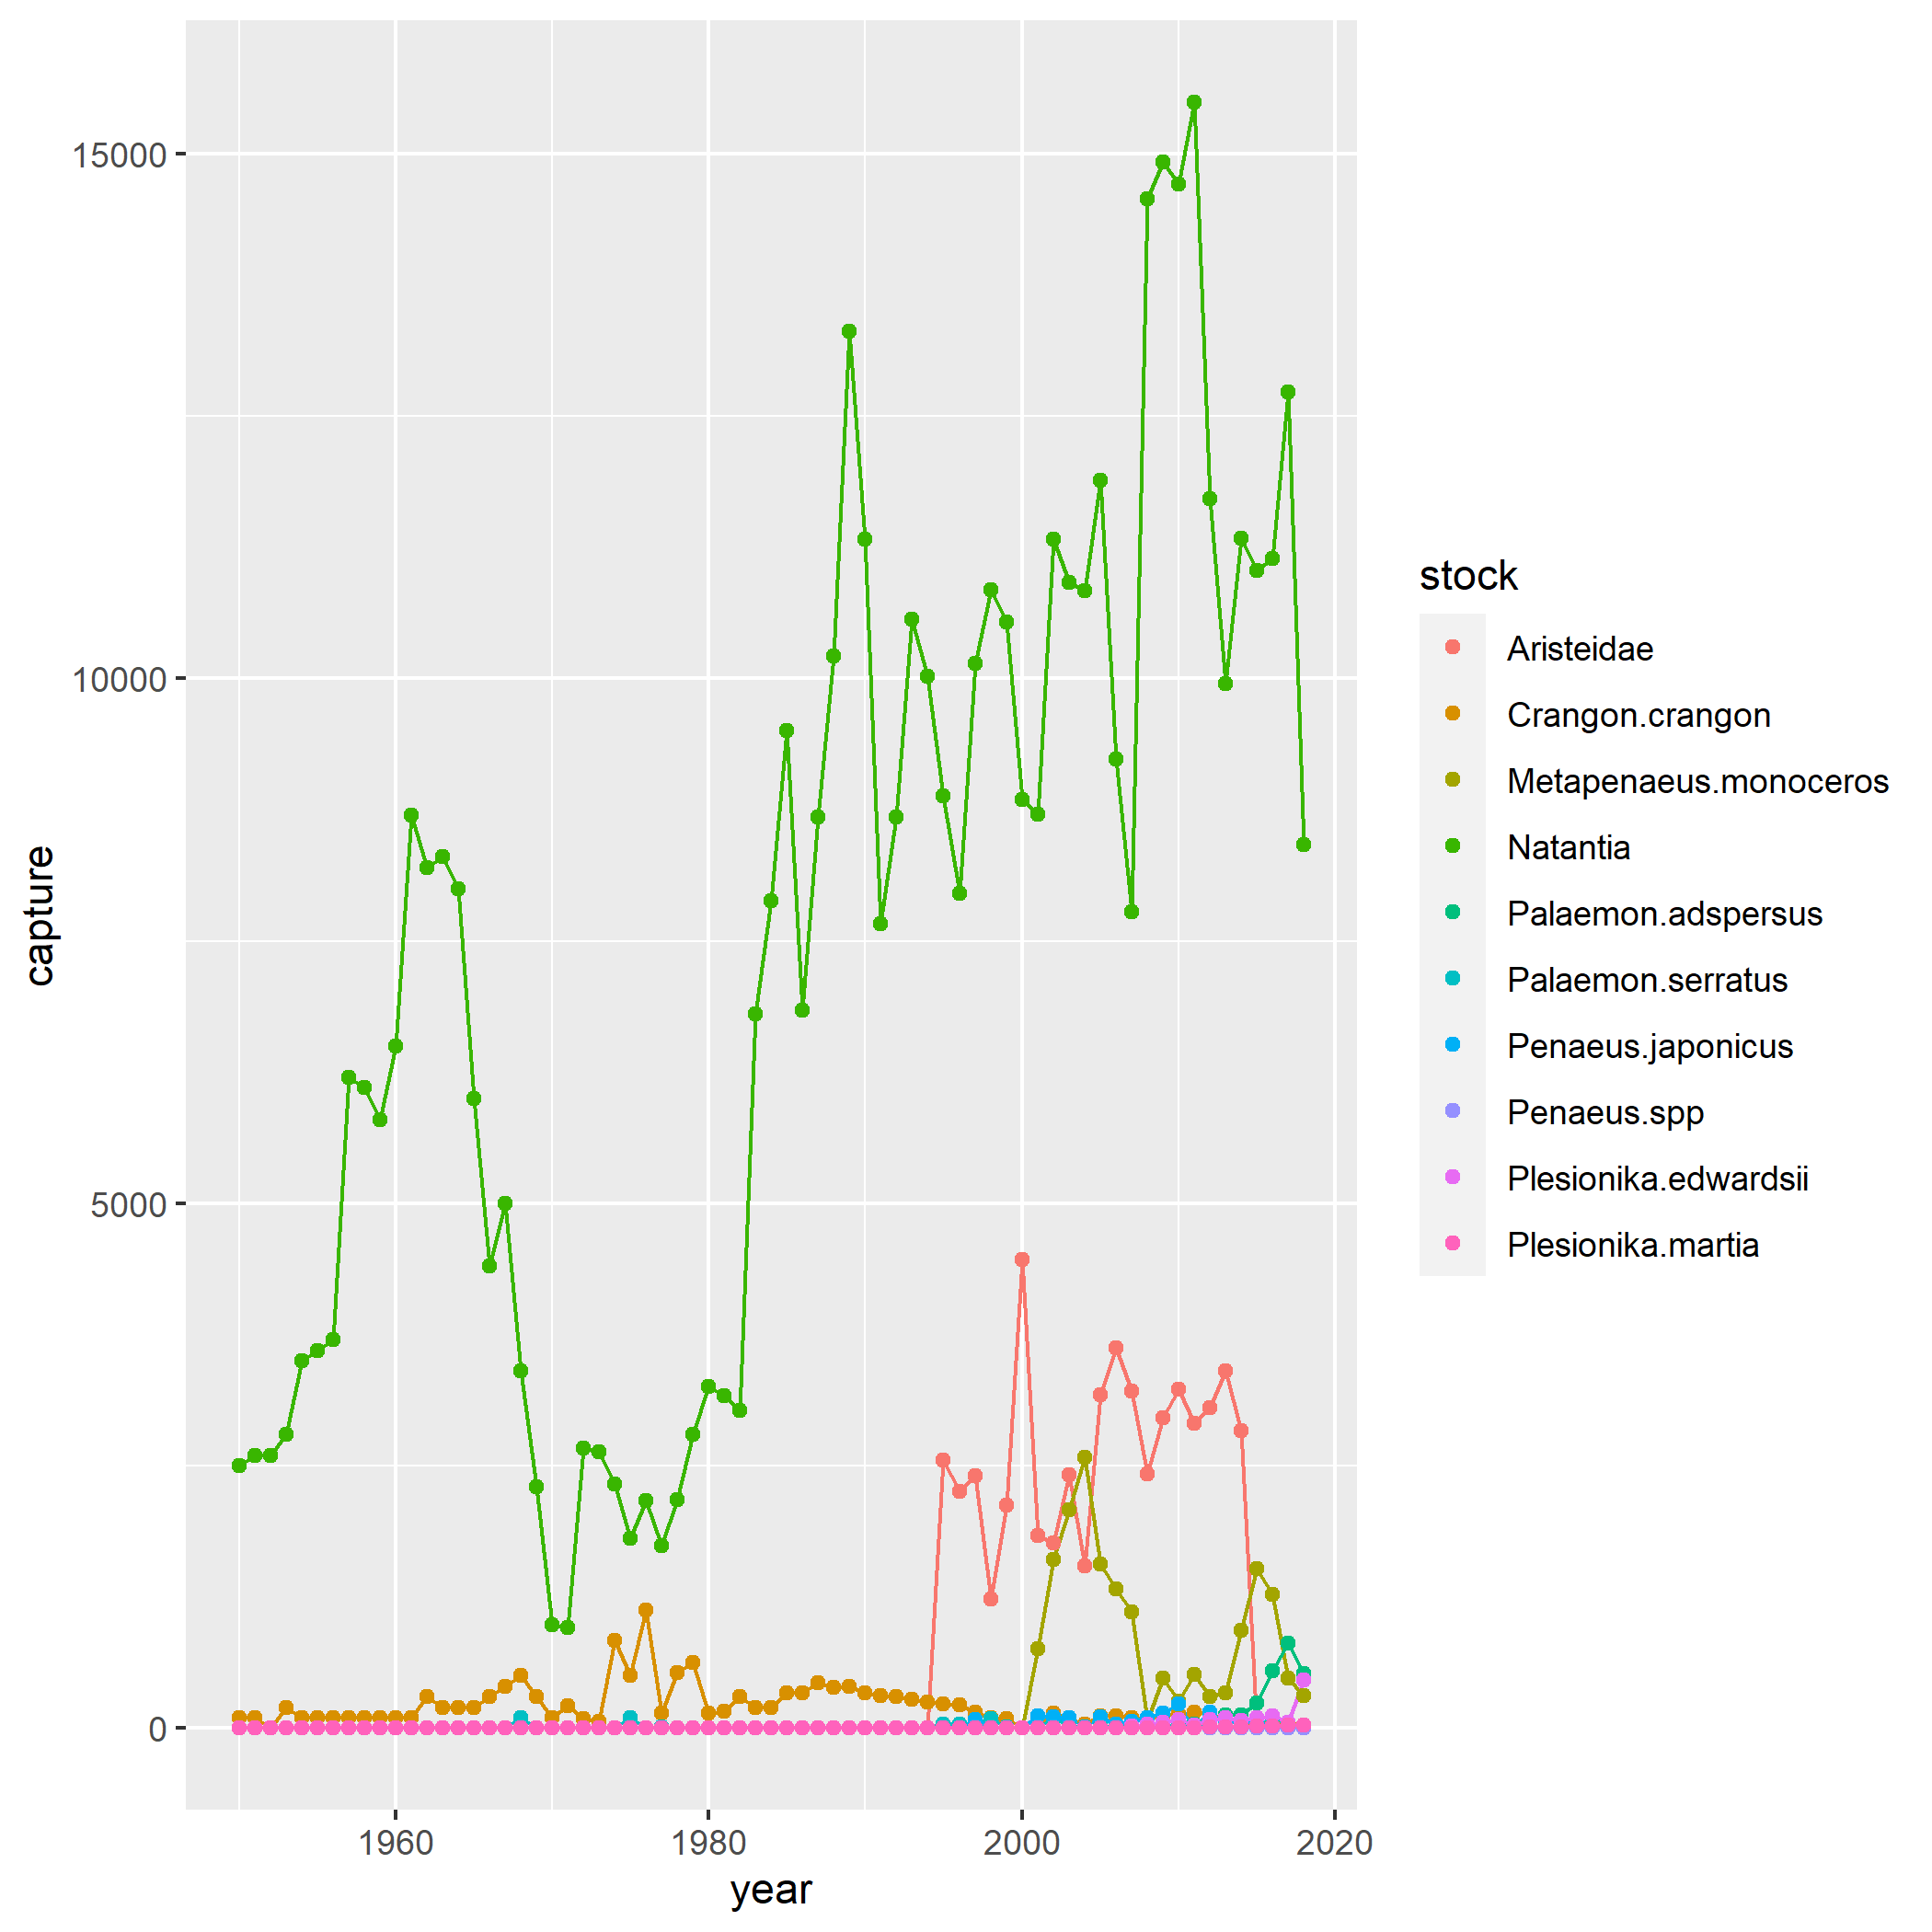 15000
10000
5000
0
capture
1960
1980
2000
2020
year
stock
Aristeidae
Crangon.crangon
Metapenaeus.monoceros
Natantia
Palaemon.adspersus
Palaemon.serratus
Penaeus.japonicus
Penaeus.spp
Plesionika.edwardsii
Plesionika.martia